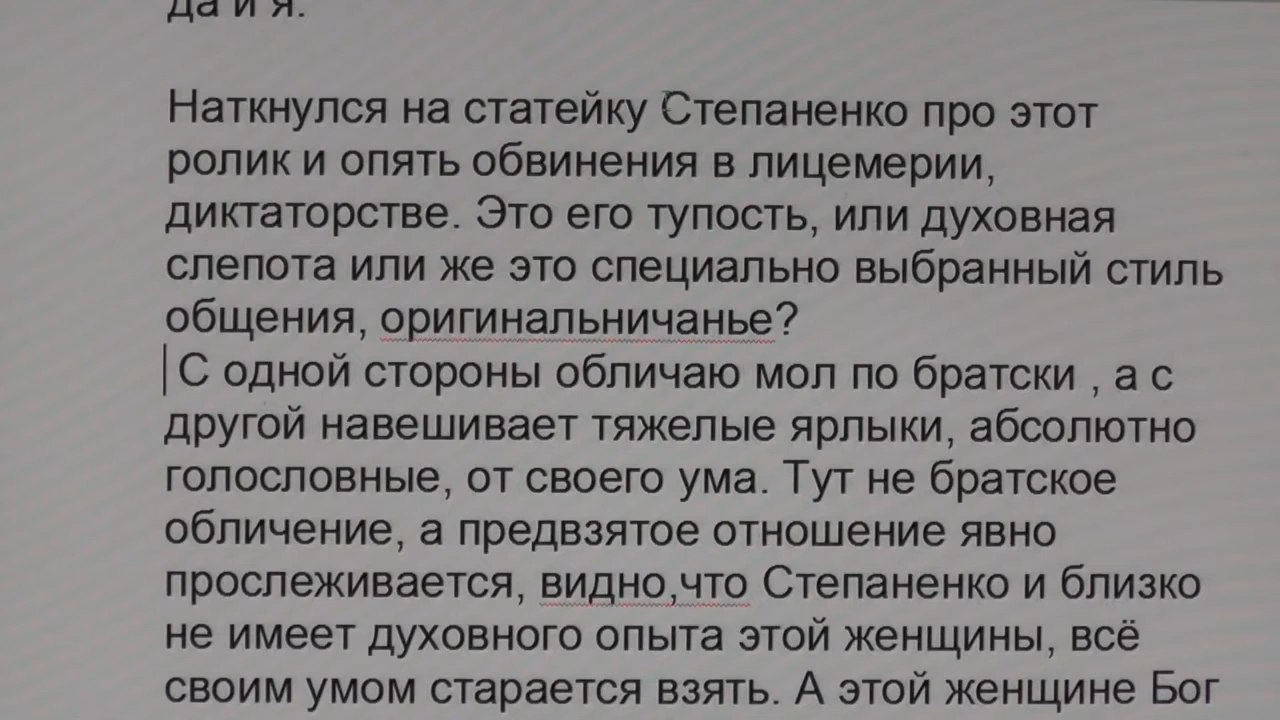 да и я.
Наткнулся на статейку Степаненко про этот
ролик и опять обвинения в лицемерии,
диктаторстве. Это его тупость, или духовная
слепота или же это специально выбранный стиль
общения, оригинальничанье?
С одной стороны обличаю мол по братски , а с
другой навешивает тяжелые ярлыки, абсолютно
голословные, от своего ума. Тут не братское
обличение, а предвзятое отношение явно
прослеживается, видно,что Степаненко и близко
не имеет духовного опыта этой женщины, всё
своим умом старается взять. А этой женщине Бог